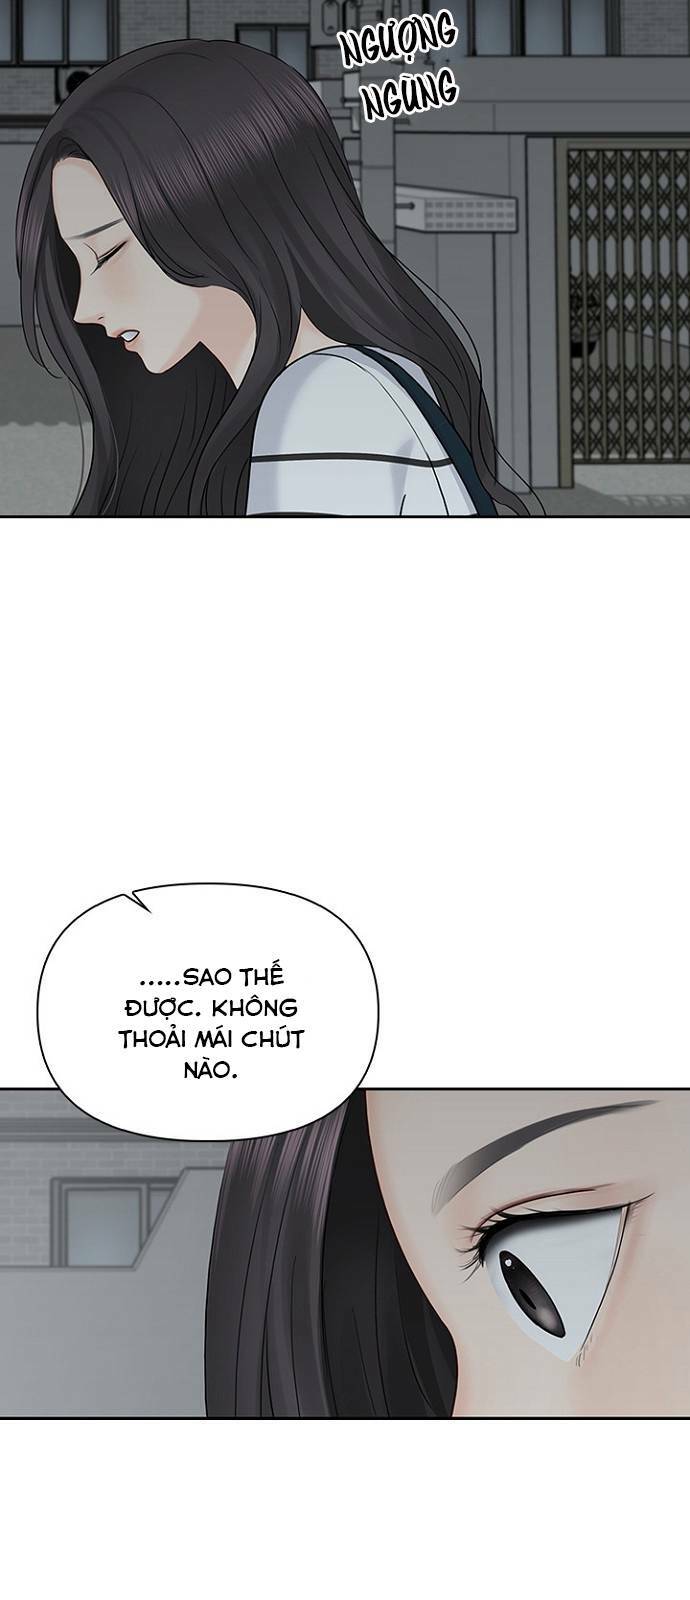 NGƯỢNG
NGÙNG
.....SAO THẾ
ĐƯỢC. KHÔNG
THOẢI MÁI CHÚT
NÀO.